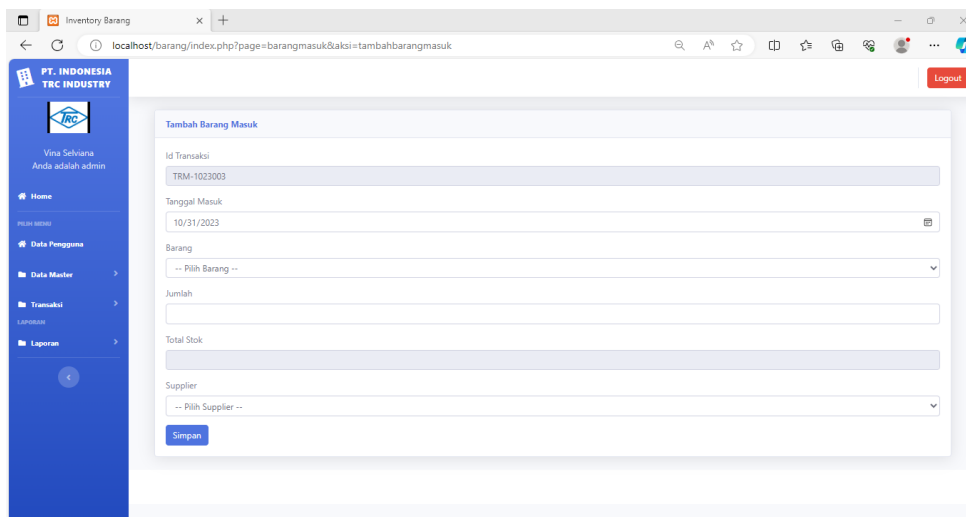 Inventory Barang
localhost/barang/index.php?page=barangmasuk&aksi=tambahbarangmasuk
PT. INDONESIA
TRC INDUSTRY
Logout
TRC
Vina Selviana
Anda adalah admin
Home
PILIH MENU
Data Pengguna
Data Master
Transaksi
LAPORAN
Laporan
Tambah Barang Masuk
Id Transaksi
TRM-1023003
Tanggal Masuk
10/31/2023
Barang
-- Pilih Barang --
Jumlah
Total Stok
Supplier
-- Pilih Supplier --
Simpan